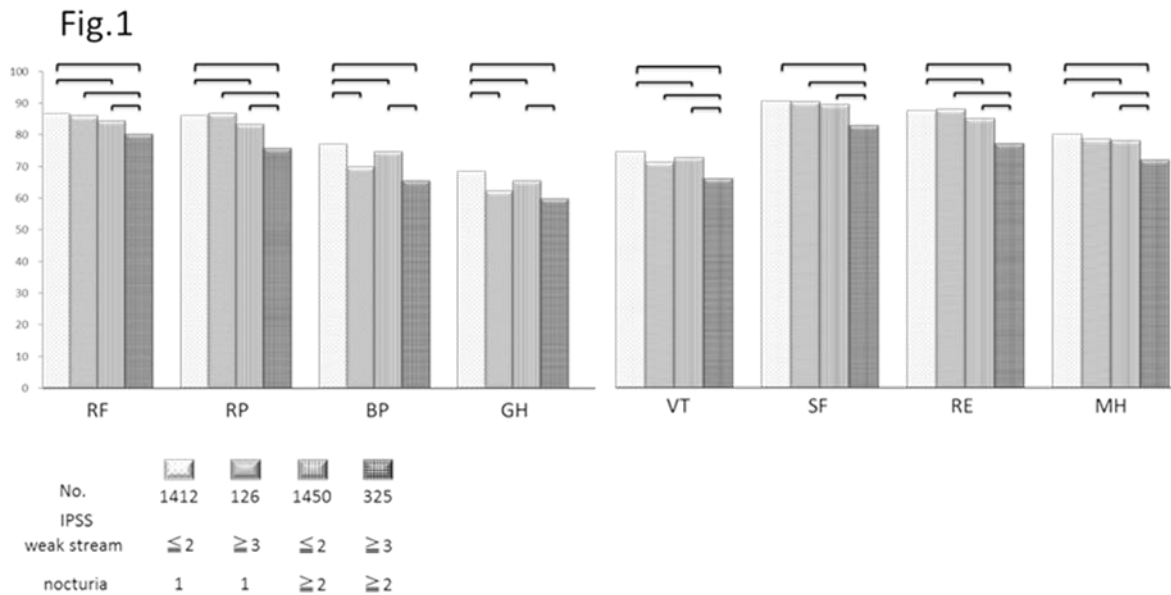 Fig.1
100
90
80
70
60
50
40
30
20
10
0
RF RP BP GH VT SF RE MH
No. 1412 126 1450 325
IPSS
weak stream ≦2 ≧3 ≦2 ≧3
nocturia 1 1 ≧2 ≧2